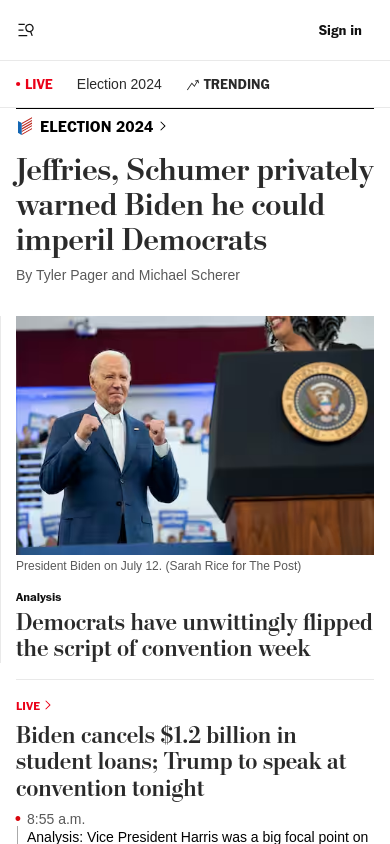 Sign in
LIVE
Election 2024
TRENDING
ELECTION 2024
Jeffries, Schumer privately
warned Biden he could
imperil Democrats
By Tyler Pager and Michael Scherer
President Biden on July 12. (Sarah Rice for The Post)
Analysis
Democrats have unwittingly flipped
the script of convention week
LIVE
Biden cancels $1.2 billion in
student loans; Trump to speak at
convention tonight
8:55 a.m.
Analysis: Vice President Harris was a big focal point on